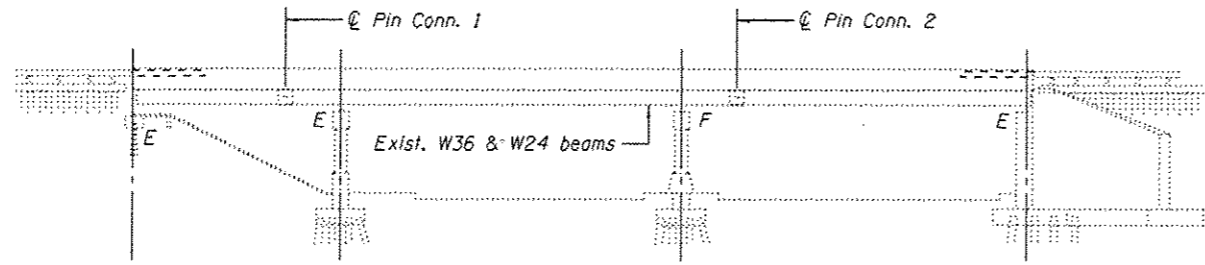 ℄ Pin Conn. 1
℄ Pin Conn. 2
E
E
F
E
Exist. W36 & W24 beams